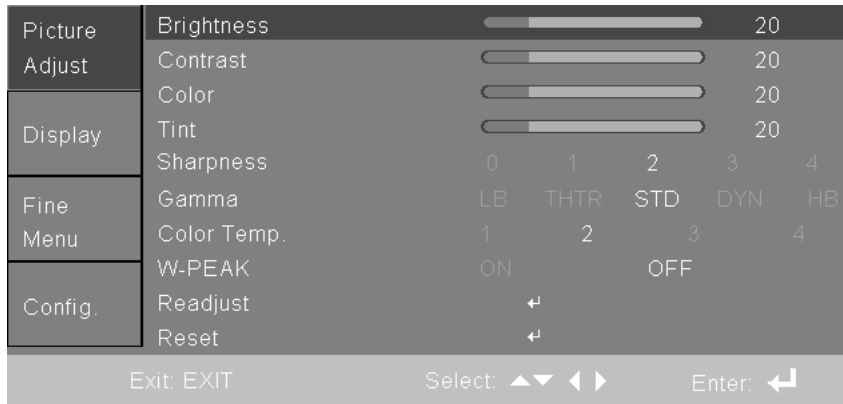 Picture
Adjust
Display
Fine
Menu
Config.
Brightness 20
Contrast 20
Color 20
Tint 20
Sharpness 0 1 2 3 4
Gamma LB THTR STD DYN HB
Color Temp. 1 2 3 4
W-PEAK ON OFF
Readjust
Reset
Exit: EXIT Select: Enter: